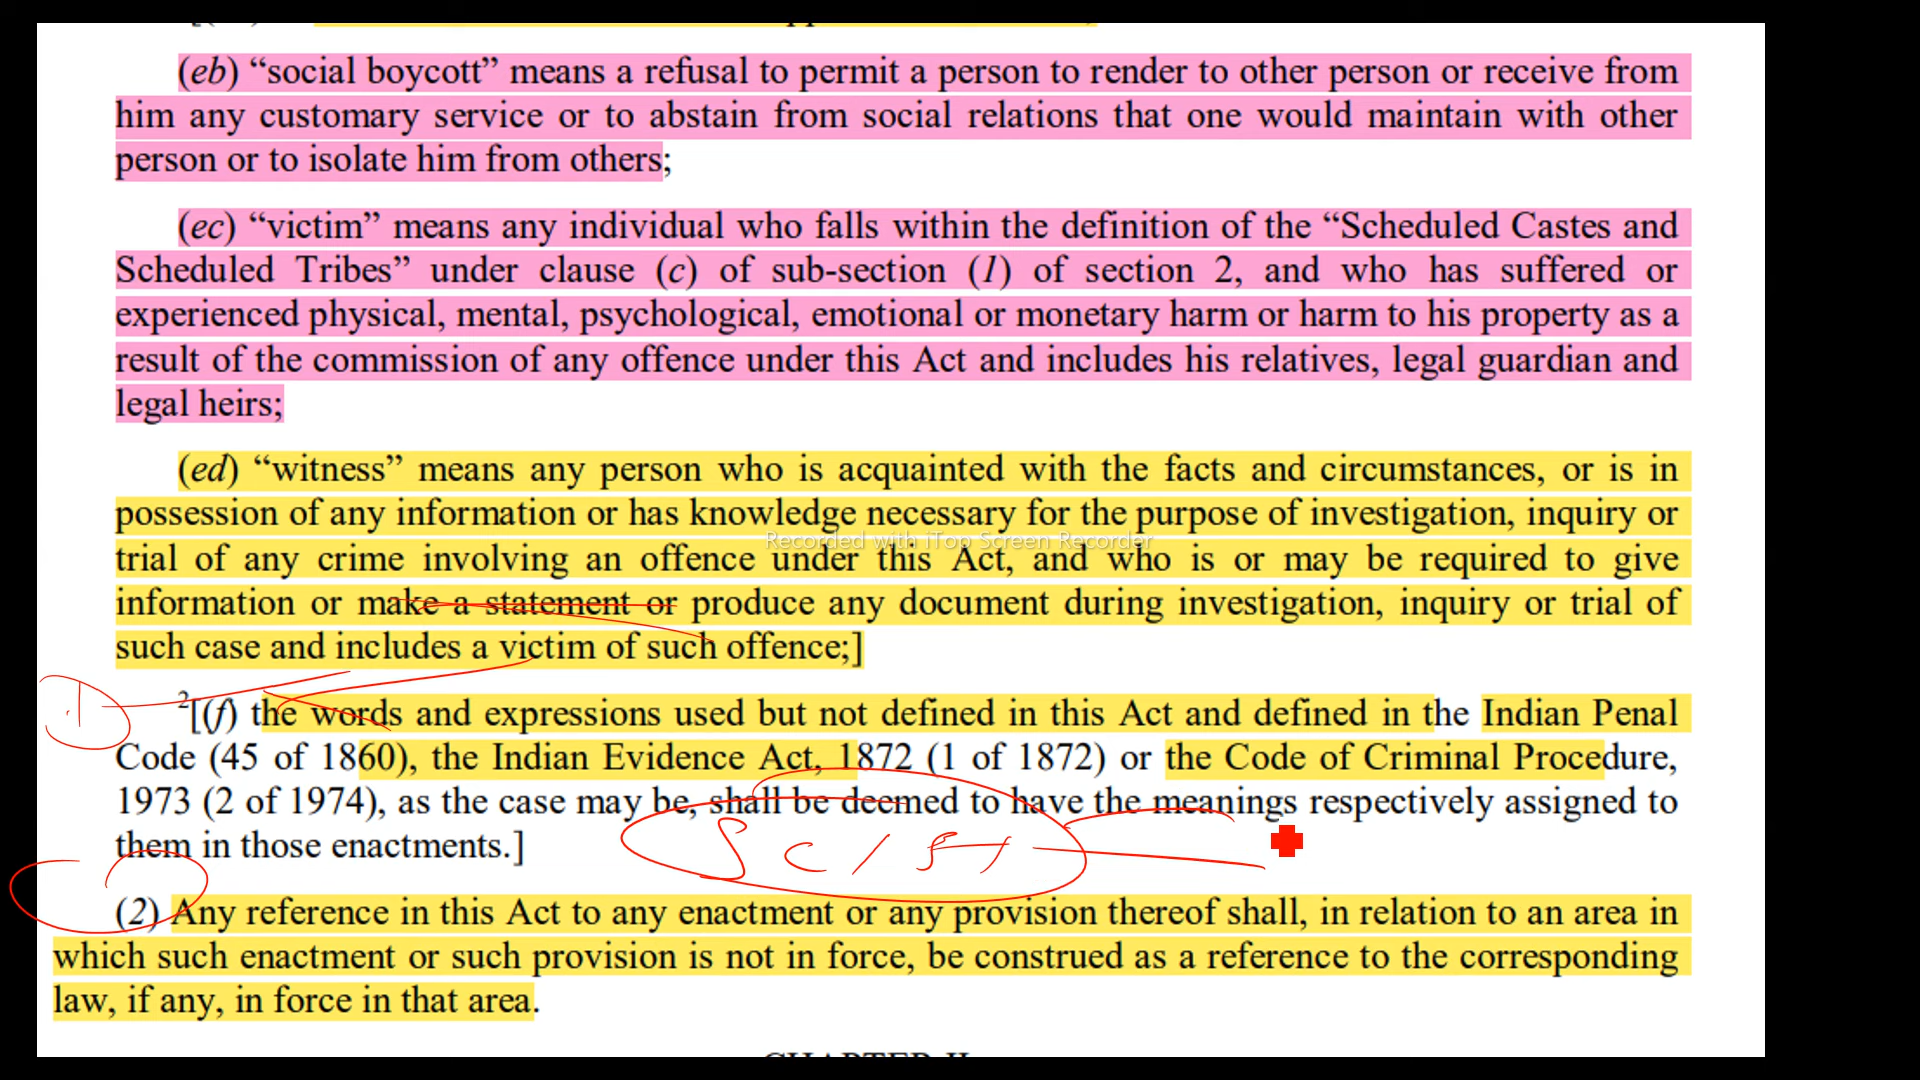 (eb) “social boycott” means a refusal to permit a person to render to other person or receive from
him any customary service or to abstain from social relations that one would maintain with other
person or to isolate him from others;
(ec) “victim” means any individual who falls within the definition of the “Scheduled Castes and
Scheduled Tribes” under clause (c) of sub-section (1) of section 2, and who has suffered or
experienced physical, mental, psychological, emotional or monetary harm or harm to his property as a
result of the commission of any offence under this Act and includes his relatives, legal guardian and
legal heirs;
(ed) “witness” means any person who is acquainted with the facts and circumstances, or is in
possession of any information or has knowledge necessary for the purpose of investigation, inquiry or
Recorded with iTop Screen Recorder
trial of any crime involving an offence under this Act, and who is or may be required to give
information or make a statement or produce any document during investigation, inquiry or trial of
such case and includes a victim of such offence;]
1
2[(f) the words and expressions used but not defined in this Act and defined in the Indian Penal
Code (45 of 1860), the Indian Evidence Act, 1872 (1 of 1872) or the Code of Criminal Procedure,
1973 (2 of 1974), as the case may be, shall be deemed to have the meanings respectively assigned to
them in those enactments.]
SC/ST
(2) Any reference in this Act to any enactment or any provision thereof shall, in relation to an area in
which such enactment or such provision is not in force, be construed as a reference to the corresponding
law, if any, in force in that area.
CHAPTER II